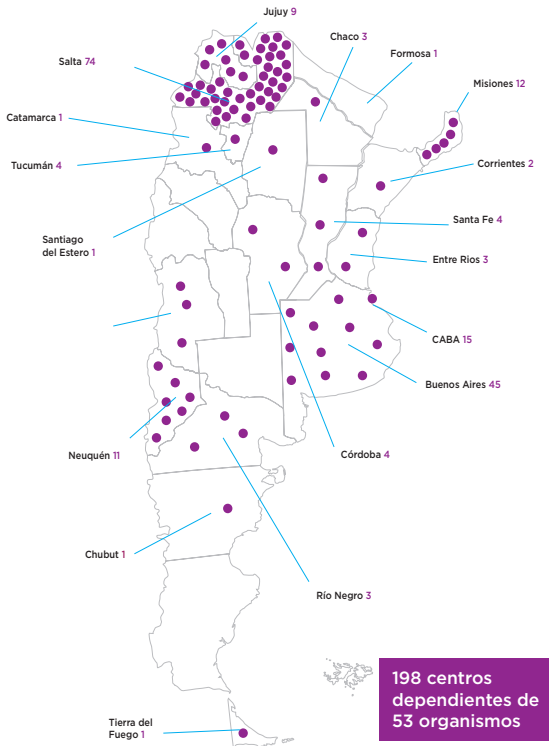 Jujuy 9
Chaco 3
Formosa 1
Salta 74
Misiones 12
Catamarca 1
Tucumán 4
Corrientes 2
Santa Fe 4
Santiago
del Estero 1
Entre Rios 3
CABA 15
Buenos Aires 45
Neuquén 11
Córdoba 4
Chubut 1
Río Negro 3
198 centros
dependientes de
53 organismos
Tierra del
Fuego 1